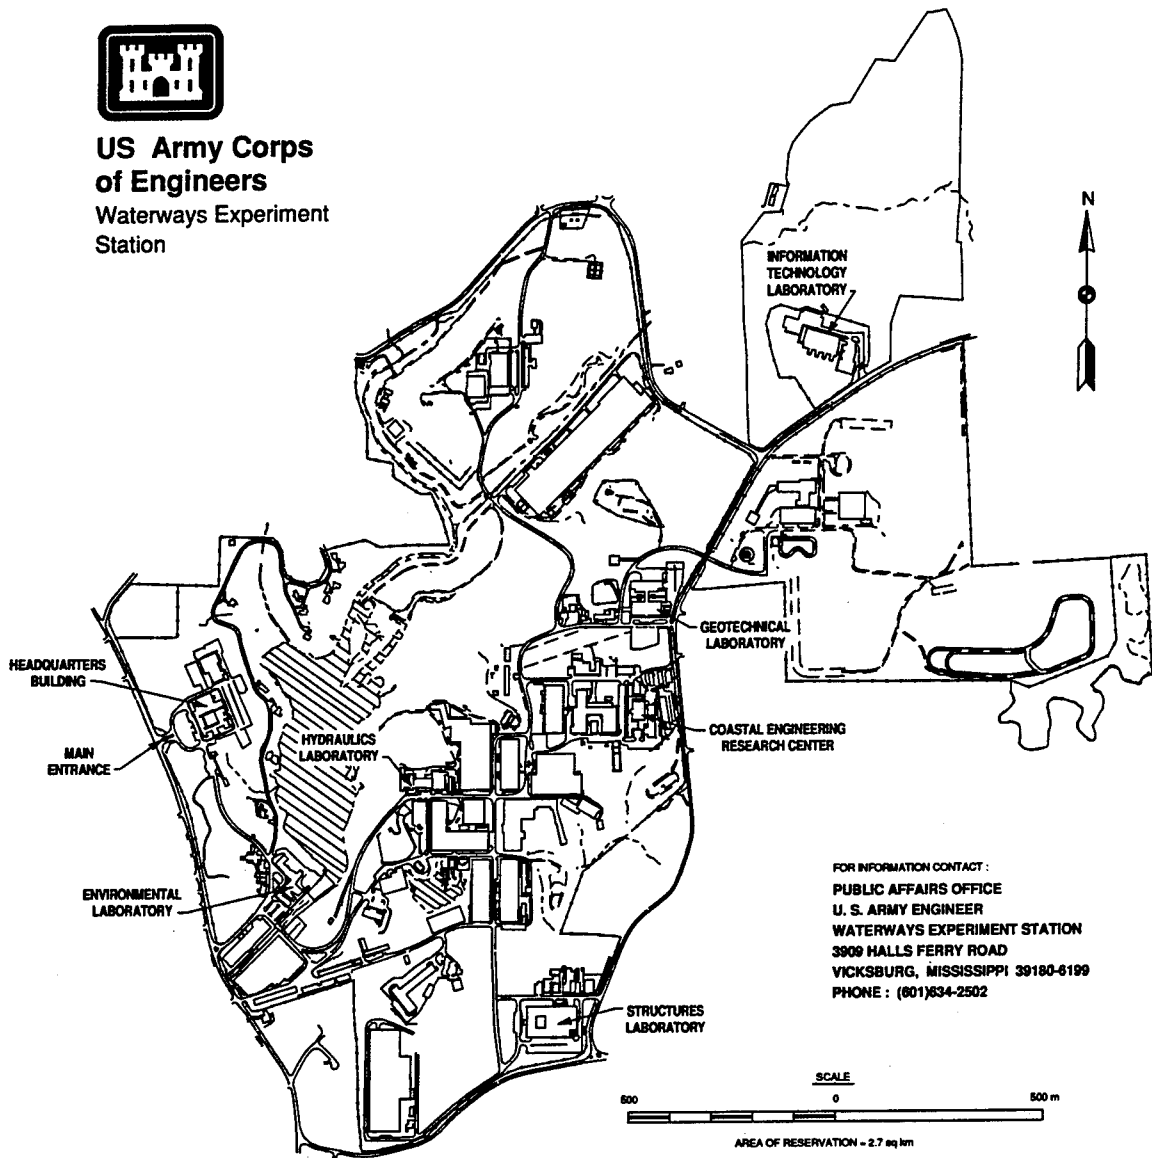 US Army Corps
of Engineers
Waterways Experiment
Station
N
INFORMATION
TECHNOLOGY
LABORATORY
GEOTECHNICAL
LABORATORY
HEADQUARTERS
BUILDING
MAIN
ENTRANCE
HYDRAULICS
LABORATORY
COASTAL ENGINEERING
RESEARCH CENTER
ENVIRONMENTAL
LABORATORY
STRUCTURES
LABORATORY
FOR INFORMATION CONTACT :
PUBLIC AFFAIRS OFFICE
U. S. ARMY ENGINEER
WATERWAYS EXPERIMENT STATION
3909 HALLS FERRY ROAD
VICKSBURG, MISSISSIPPI 39180-6199
PHONE : (601)634-2502
SCALE
500 0 500 m
AREA OF RESERVATION = 2.7 sq km